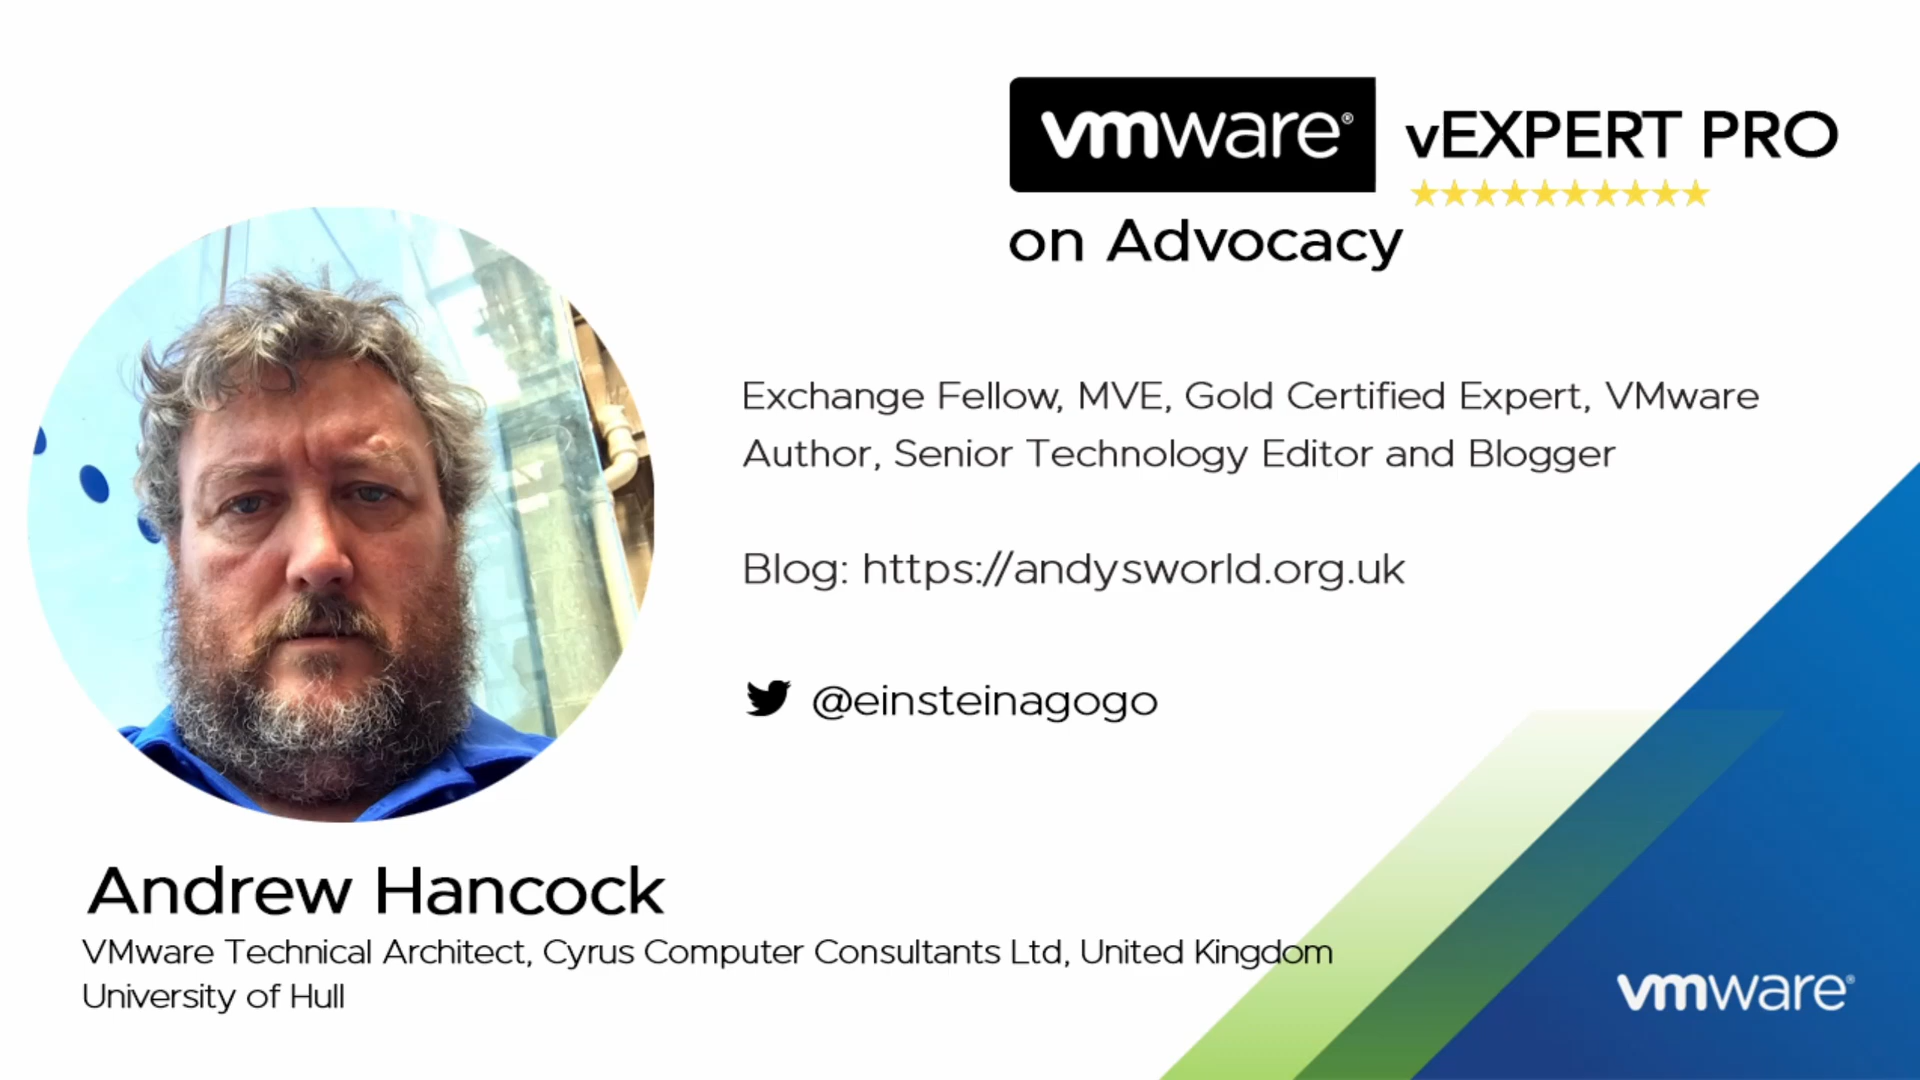 vmware® vEXPERT PRO
on Advocacy
Exchange Fellow, MVE, Gold Certified Expert, VMware
Author, Senior Technology Editor and Blogger
Blog: https://andysworld.org.uk
@einsteinagogo
Andrew Hancock
VMware Technical Architect, Cyrus Computer Consultants Ltd, United Kingdom
University of Hull
vmware®